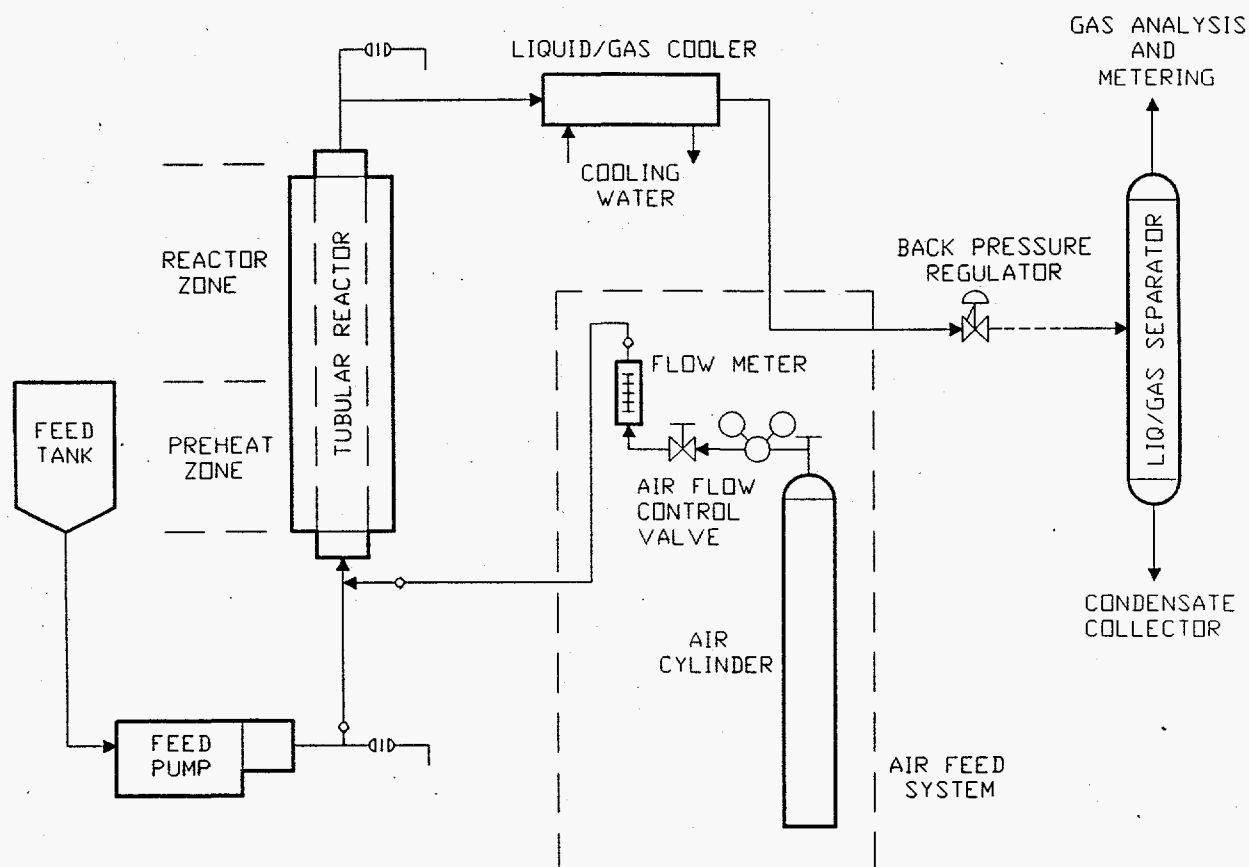 GAS ANALYSIS
AND
METERING
LIQUID/GAS COOLER
COOLING
WATER
REACTOR
ZONE
TUBULAR REACTOR
BACK PRESSURE
REGULATOR
LIQ/GAS SEPARATOR
FLOW METER
FEED
TANK
PREHEAT
ZONE
AIR FLOW
CONTROL
VALVE
CONDENSATE
COLLECTOR
AIR
CYLINDER
FEED
PUMP
AIR FEED
SYSTEM